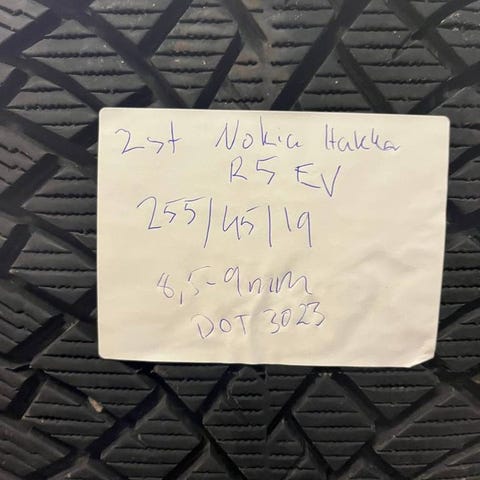 2st Nokia Hakka
R5 EV
255/45/19
8,5-9mm
DOT 3023